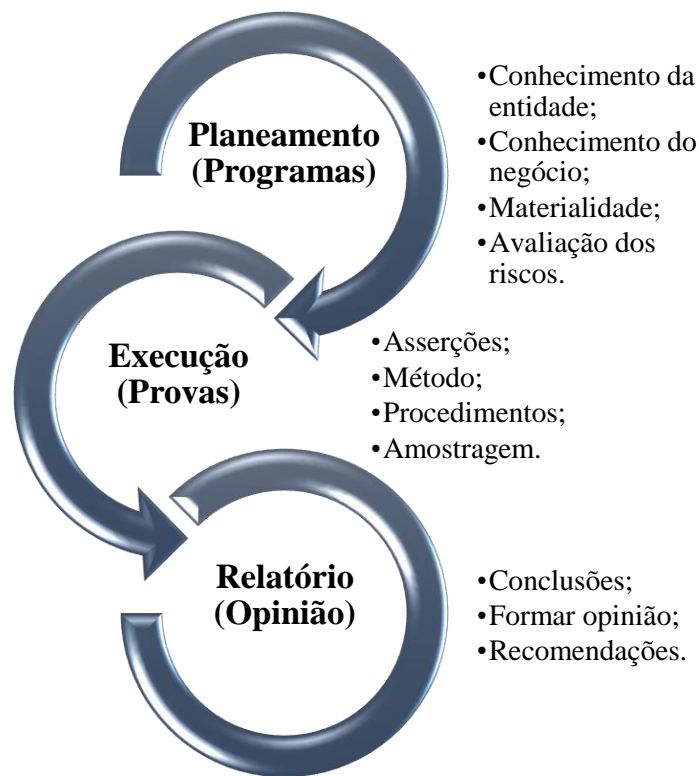 Planeamento
(Programas)
•Conhecimento da
entidade;
•Conhecimento do
negócio;
•Materialidade;
•Avaliação dos
riscos.
Execução
(Provas)
•Asserções;
•Método;
•Procedimentos;
•Amostragem.
Relatório
(Opinião)
•Conclusões;
•Formar opinião;
•Recomendações.